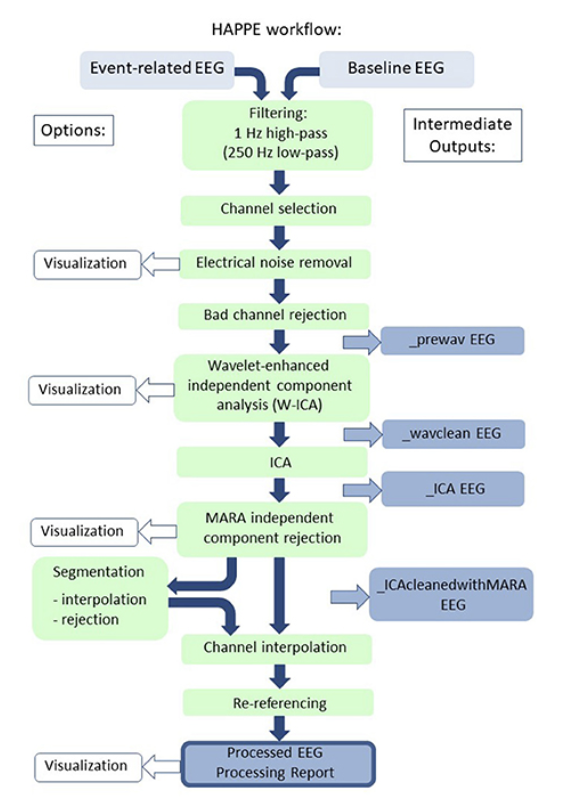 HAPPE workflow:
Event-related EEG
Baseline EEG
Options:
Filtering:
1 Hz high-pass
(250 Hz low-pass)
Intermediate
Outputs:
Channel selection
Visualization
Electrical noise removal
Bad channel rejection
_prewav EEG
Visualization
Wavelet-enhanced
independent component
analysis (W-ICA)
_wavclean EEG
ICA
_ICA EEG
Visualization
MARA independent
component rejection
Segmentation
- interpolation
- rejection
_ICAcleanedwithMARA
EEG
Channel interpolation
Re-referencing
Visualization
Processed EEG
Processing Report